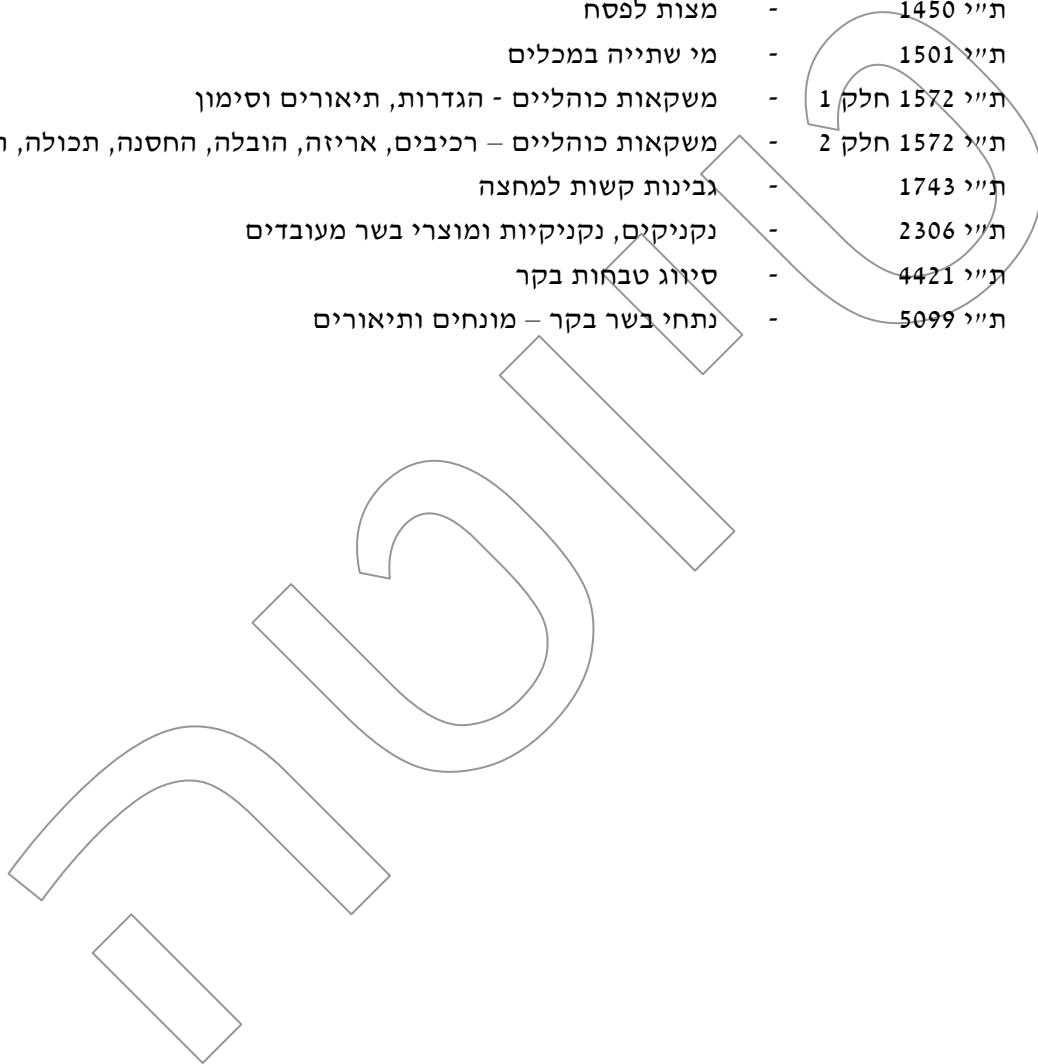 ת״י 1450 - מצות לפסח
ת״י 1501 - מי שתייה במכלים
ת״י 1572 חלק 1 - משקאות כוהליים - הגדרות, תיאורים וסימון
ת״י 1572 חלק 2 - משקאות כוהליים – רכיבים, אריזה, הובלה, החסנה, תכולה,
ת״י 1743 - גבינות קשות למחצה
ת״י 2306 - נקניקים, נקניקיות ומוצרי בשר מעובדים
ת״י 4421 - סיווג טבחות בקר
ת״י 5099 - נתחי בשר בקר – מונחים ותיאורים